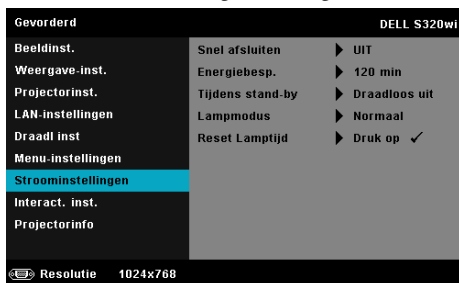 Gevorderd DELL S320wi
Beeldinst.
Weergave-inst.
Projectorinst.
LAN-instellingen
Draadl inst
Menu-instellingen
Stroominstellingen
Interact. inst.
Projectorinfo
Snel afsluiten UIT
Energiebesp. 120 min
Tijdens stand-by Draadloos uit
Lampmodus Normaal
Reset Lamptijd Druk op ✓
Resolutie 1024x768